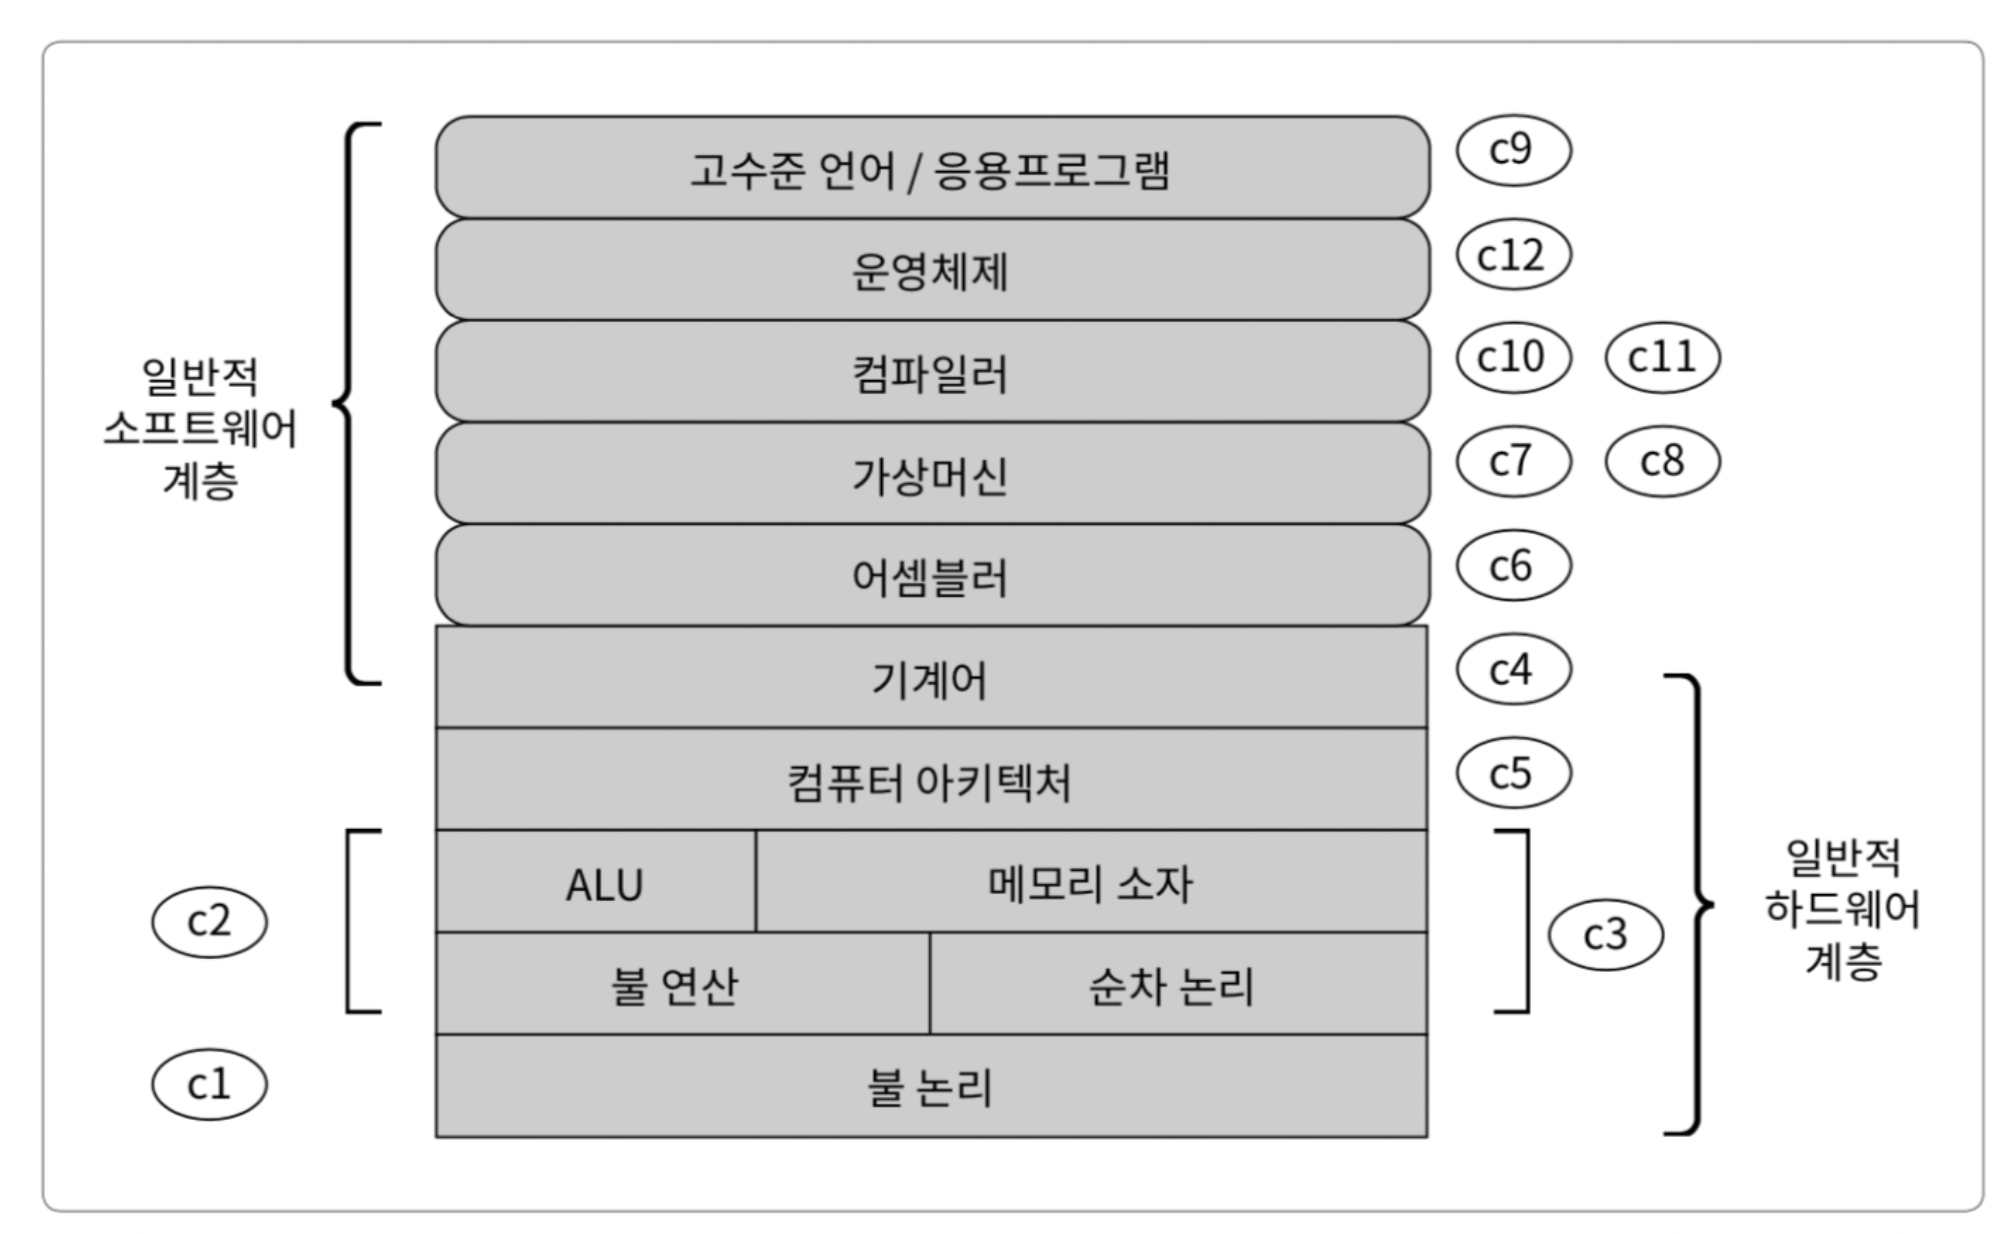 고수준 언어 / 응용프로그램
c9
운영체제
c12
컴파일러
c10
c11
일반적
소프트웨어
계층
가상머신
c7
c8
어셈블러
c6
기계어
c4
컴퓨터 아키텍처
c5
ALU
메모리 소자
c2
c3
일반적
하드웨어
계층
불 연산
순차 논리
c1
불 논리